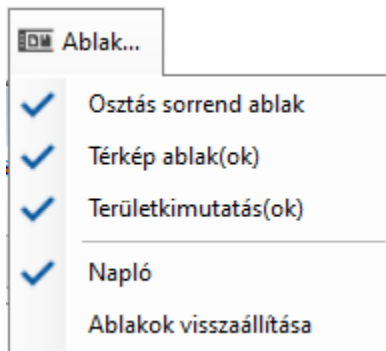 Ablak...
Osztás sorrend ablak
Térkép ablak(ok)
Területkimutatás(ok)
Napló
Ablakok visszaállítása